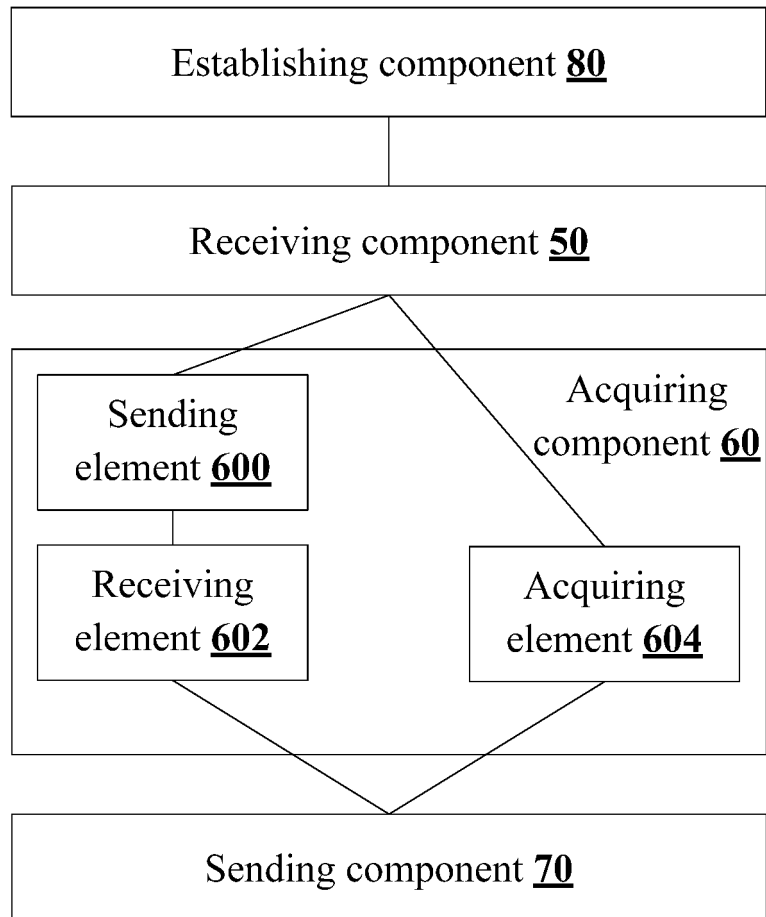 Establishing component 80
Receiving component 50
Acquiring
component 60
Sending
element 600
Receiving
element 602
Acquiring
element 604
Sending component 70